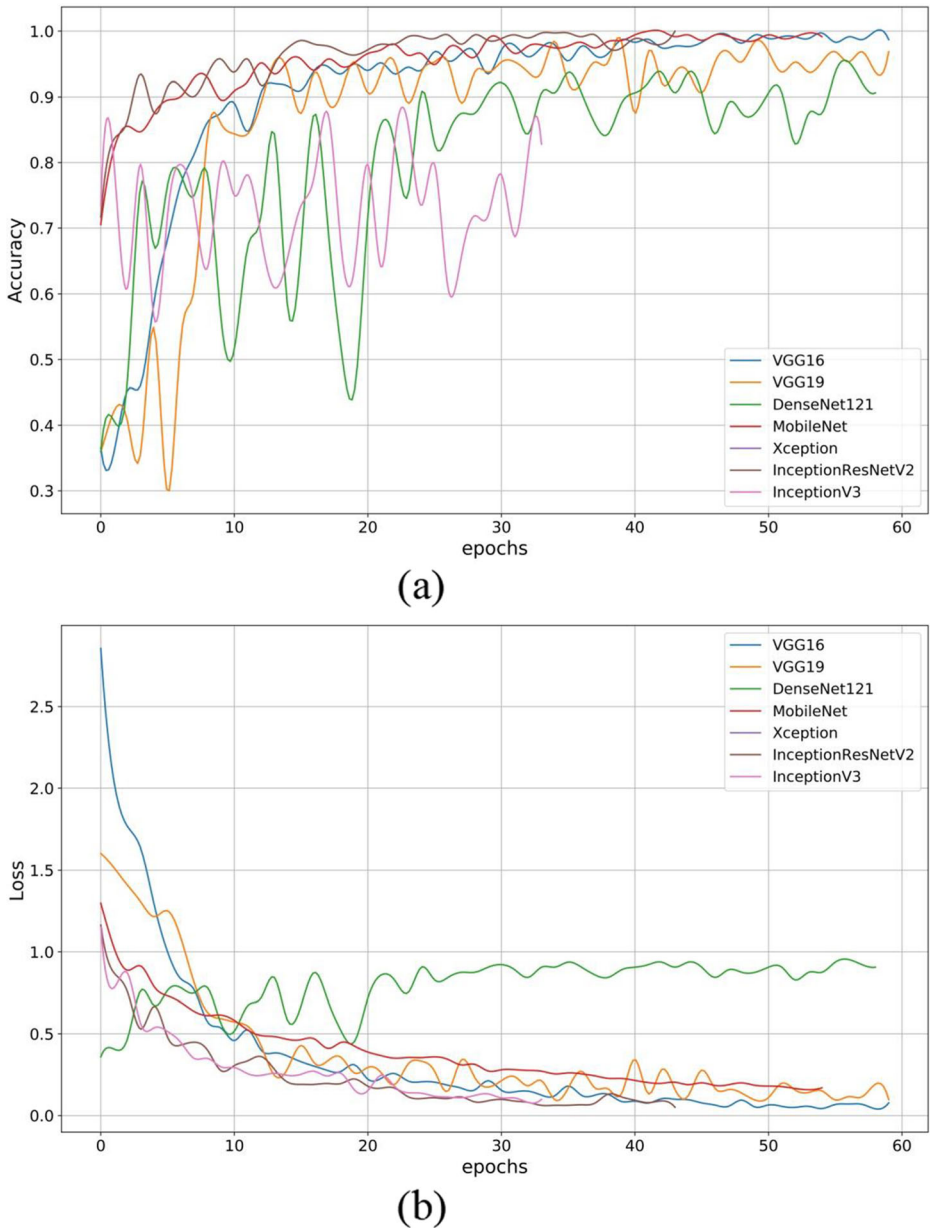 1.0
0.9
0.8
0.7
0.6
0.5
0.4
0.3
Accuracy
VGG16
VGG19
DenseNet121
MobileNet
Xception
InceptionResNetV2
InceptionV3
0 10 20 30 40 50 60
epochs
(a)
2.5
2.0
1.5
1.0
0.5
0.0
Loss
VGG16
VGG19
DenseNet121
MobileNet
Xception
InceptionResNetV2
InceptionV3
0 10 20 30 40 50 60
epochs
(b)